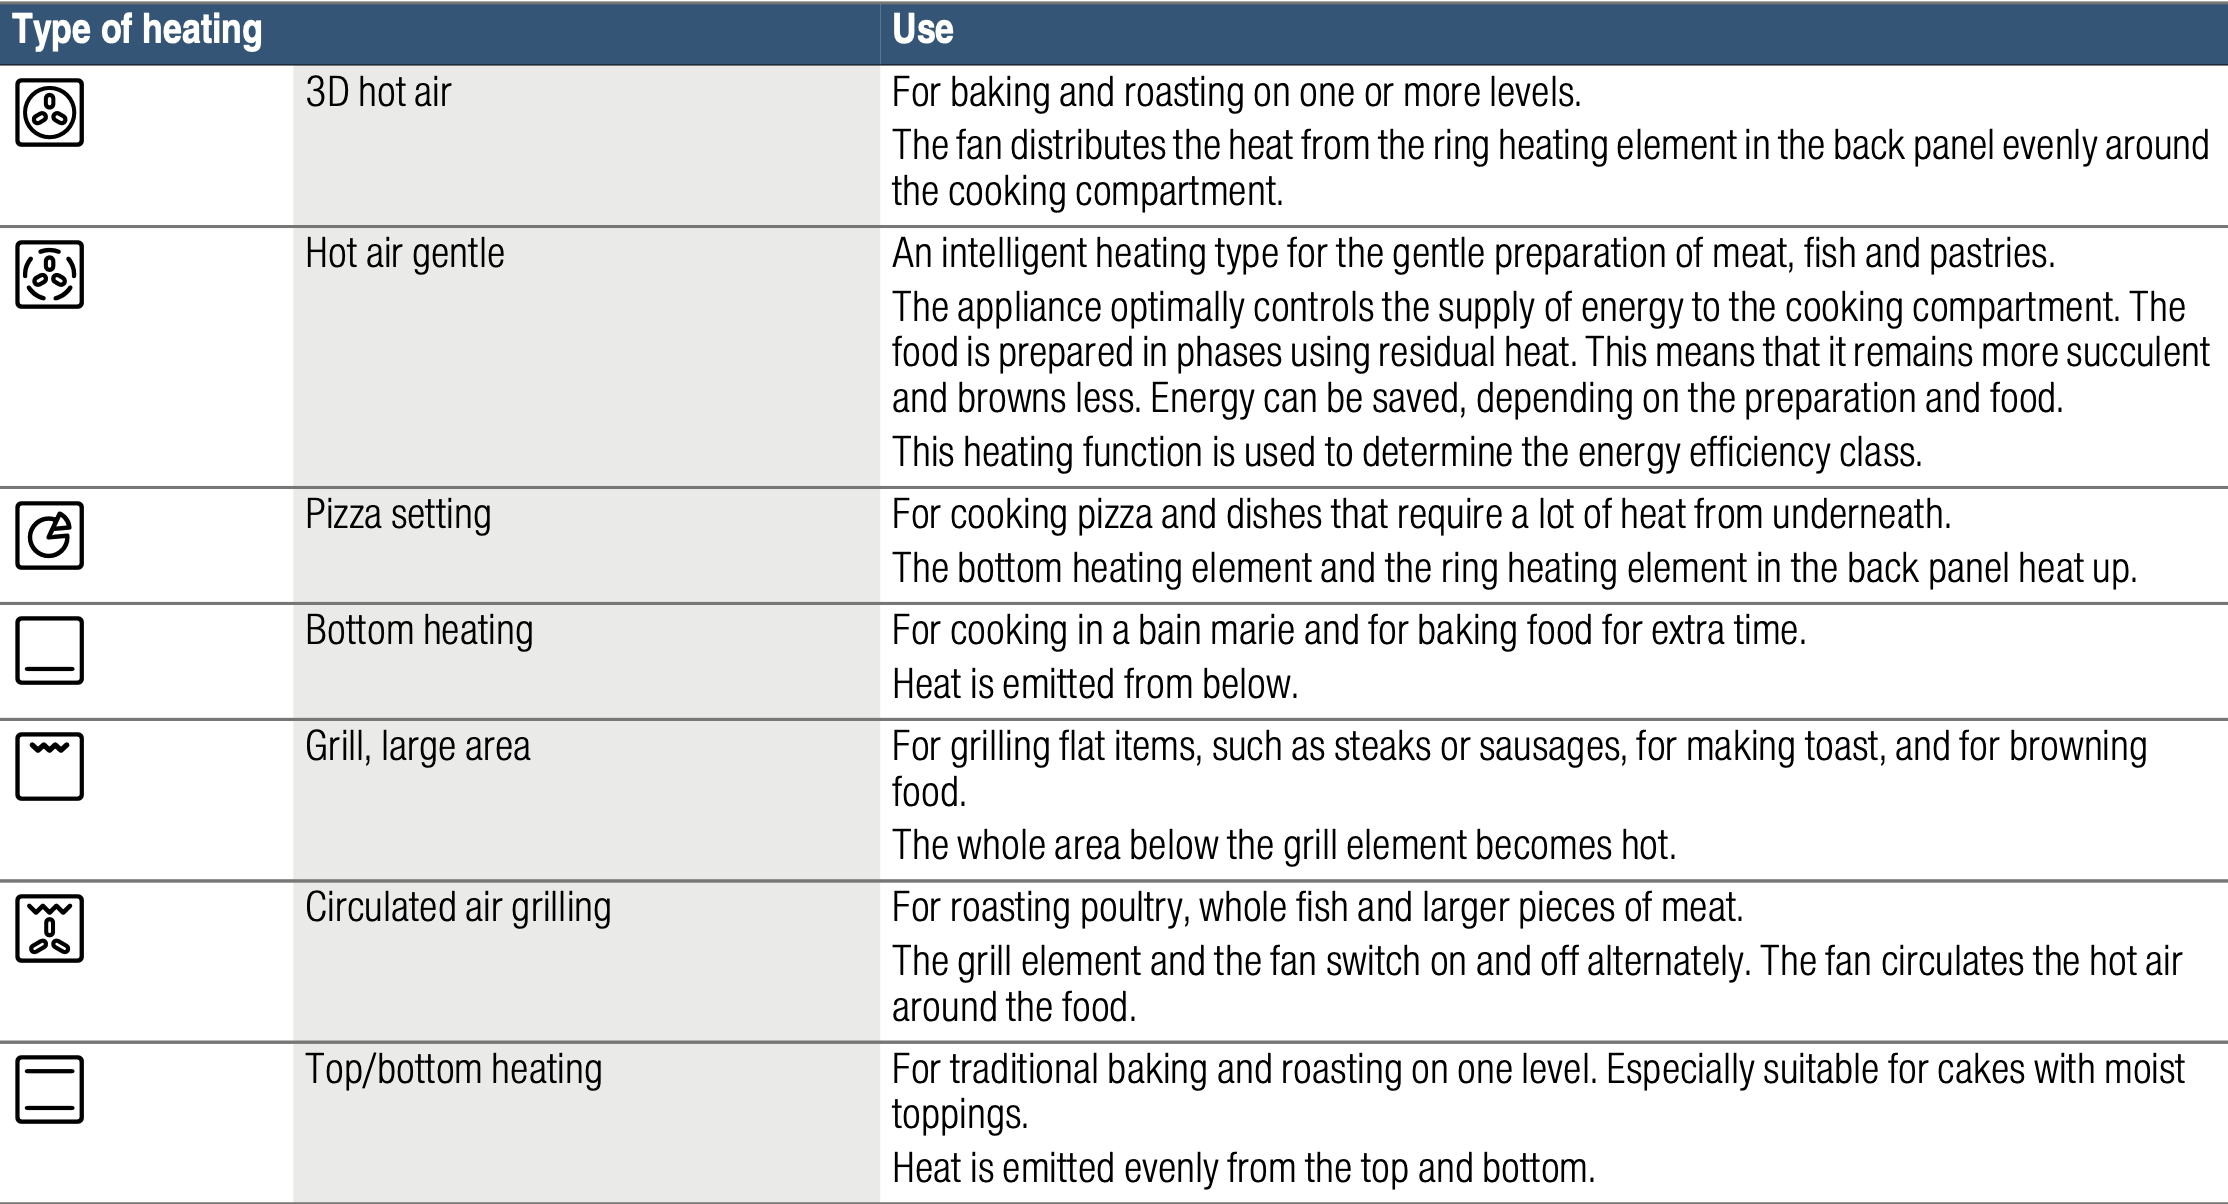 Type of heating
Use
3D hot air
For baking and roasting on one or more levels.
The fan distributes the heat from the ring heating element in the back panel evenly around
the cooking compartment.
Hot air gentle
An intelligent heating type for the gentle preparation of meat, fish and pastries.
The appliance optimally controls the supply of energy to the cooking compartment. The
food is prepared in phases using residual heat. This means that it remains more succulent
and browns less. Energy can be saved, depending on the preparation and food.
This heating function is used to determine the energy efficiency class.
Pizza setting
For cooking pizza and dishes that require a lot of heat from underneath.
The bottom heating element and the ring heating element in the back panel heat up.
Bottom heating
For cooking in a bain marie and for baking food for extra time.
Heat is emitted from below.
Grill, large area
For grilling flat items, such as steaks or sausages, for making toast, and for browning
food.
The whole area below the grill element becomes hot.
Circulated air grilling
For roasting poultry, whole fish and larger pieces of meat.
The grill element and the fan switch on and off alternately. The fan circulates the hot air
around the food.
Top/bottom heating
For traditional baking and roasting on one level. Especially suitable for cakes with moist
toppings.
Heat is emitted evenly from the top and bottom.